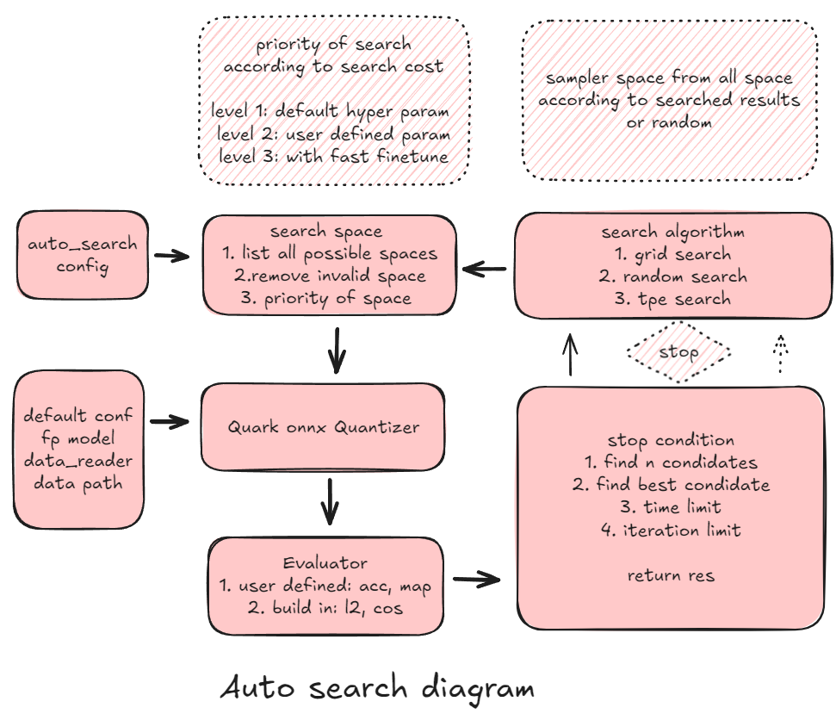 priority of search
according to search cost
level 1: default hyper param
level 2: user defined param
level 3: with fast finetune
sampler space from all space
according to searched results
or random
auto_search
config
search space
1. list all possible spaces
2.remove invalid space
3. priority of space
search algorithm
1. grid search
2. random search
3. tpe search
stop
default conf
fp model
data_reader
data path
Quark onnx Quantizer
stop condition
1. find n candidates
2. find best candidate
3. time limit
4. iteration limit
return res
Evaluator
1. user defined: acc, map
2. build in: l2, cos
Auto search diagram